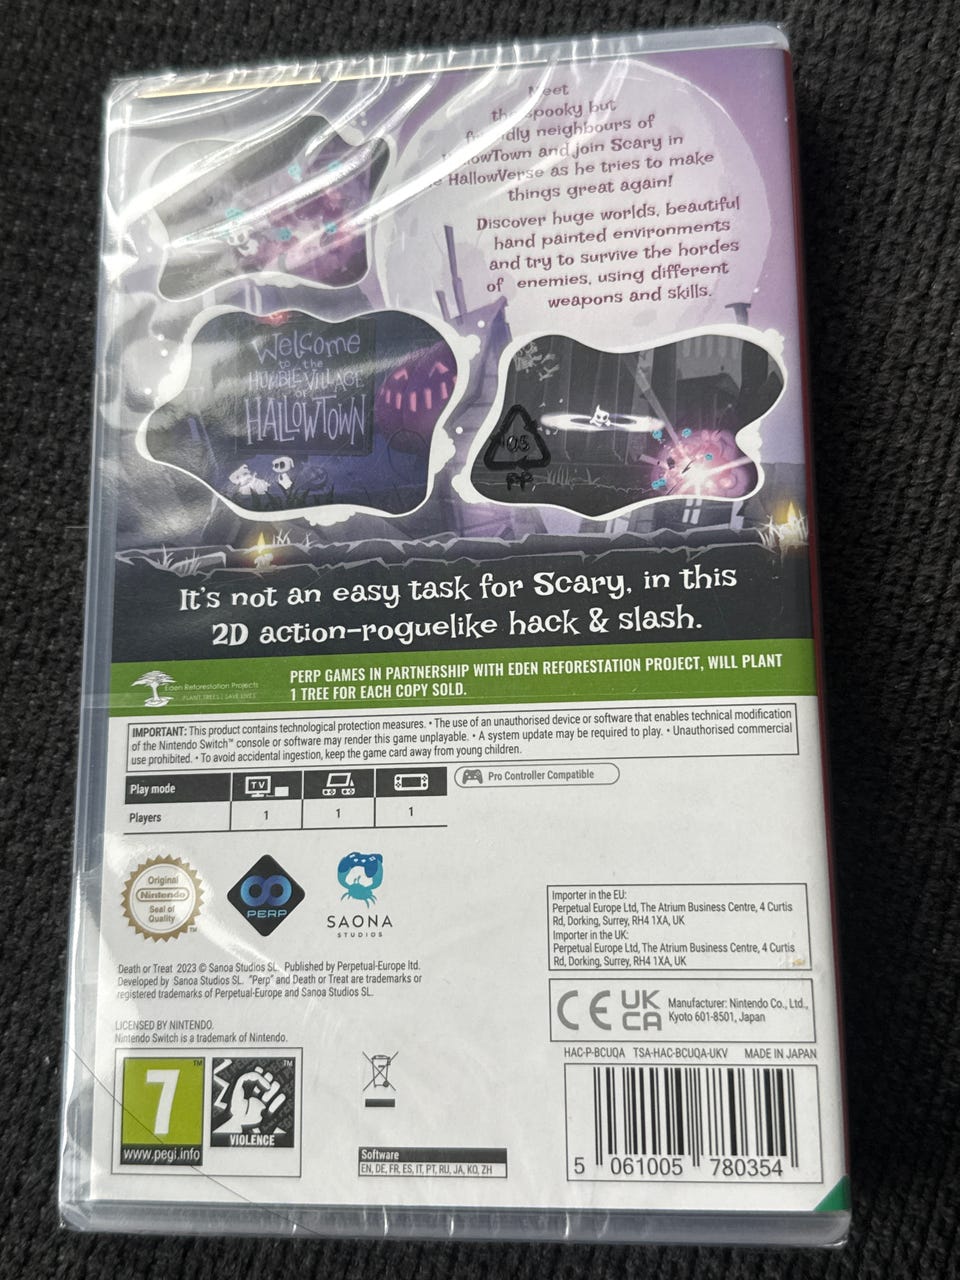 Meet
the spooky but
friendly neighbours of
HallowTown and join Scary in
HallowVerse as he tries to make
things great again!
Discover huge worlds, beautiful
hand painted environments
and try to survive the hordes
of enemies, using different
weapons and skills.
Welcome
to the
HUMBLE VILLAGE
OF
HALLOWTOWN
05
PP
It's not an easy task for Scary, in this
2D action-roguelike hack & slash.
Eden Reforestation Projects
PLANT TREES | SAVE LIVES
PERP GAMES IN PARTNERSHIP WITH EDEN REFORESTATION PROJECT, WILL PLANT
1 TREE FOR EACH COPY SOLD.
IMPORTANT: This product contains technological protection measures. • The use of an unauthorised device or software that enables technical modification
of the Nintendo Switch™ console or software may render this game unplayable. • A system update may be required to play. • Unauthorised commercial
use prohibited. • To avoid accidental ingestion, keep the game card away from young children.
Play mode TV
Pro Controller Compatible
Players 1 1 1
Original
Nintendo
Seal of
Quality
TM
PERP
SAONA
STUDIOS
Importer in the EU:
Perpetual Europe Ltd, The Atrium Business Centre, 4 Curtis
Rd, Dorking, Surrey, RH4 1XA, UK
Importer in the UK:
Perpetual Europe Ltd, The Atrium Business Centre, 4 Curtis
Rd, Dorking, Surrey, RH4 1XA, UK
Death or Treat 2023 © Sanoa Studios SL. Published by Perpetual-Europe ltd.
Developed by Sanoa Studios SL. "Perp" and Death or Treat are trademarks or
registered trademarks of Perpetual-Europe and Sanoa Studios SL.
CE UK
CA
Manufacturer: Nintendo Co., Ltd.,
Kyoto 601-8501, Japan
LICENSED BY NINTENDO.
Nintendo Switch is a trademark of Nintendo.
HAC-P-BCUQA TSA-HAC-BCUQA-UKV MADE IN JAPAN
7
TM
www.pegi.info
TM
VIOLENCE
Software
EN, DE, FR, ES, IT, PT, RU, JA, KO, ZH
5 061005 780354